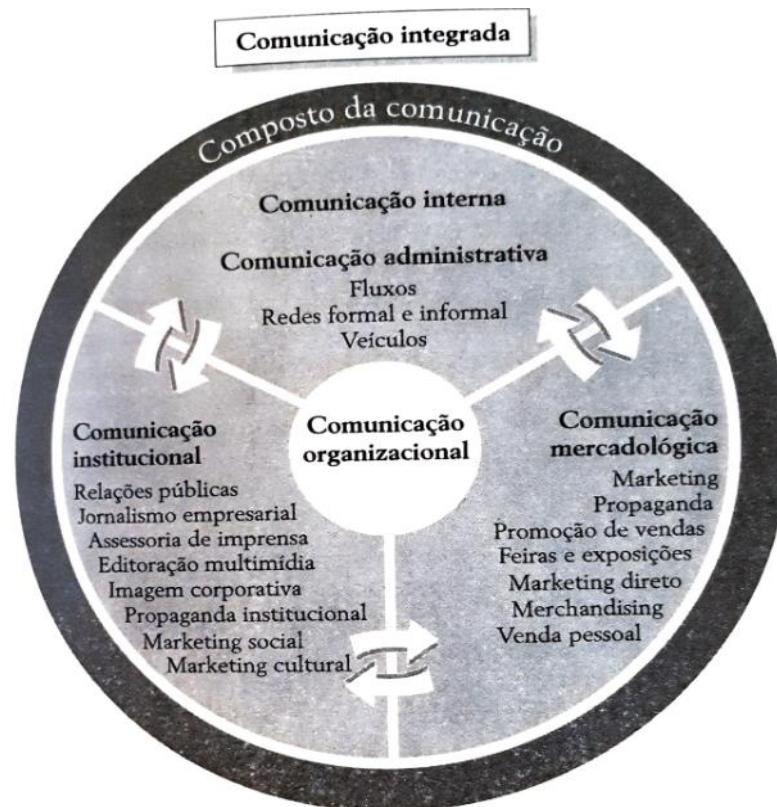 Comunicação integrada
Composto da comunicação
Comunicação interna
Comunicação administrativa
Fluxos
Redes formal e informal
Veículos
Comunicação
organizacional
Comunicação
institucional
Relações públicas
Jornalismo empresarial
Assessoria de imprensa
Editoração multimídia
Imagem corporativa
Propaganda institucional
Marketing social
Marketing cultural
Comunicação
mercadológica
Marketing
Propaganda
Promoção de vendas
Feiras e exposições
Marketing direto
Merchandising
Venda pessoal